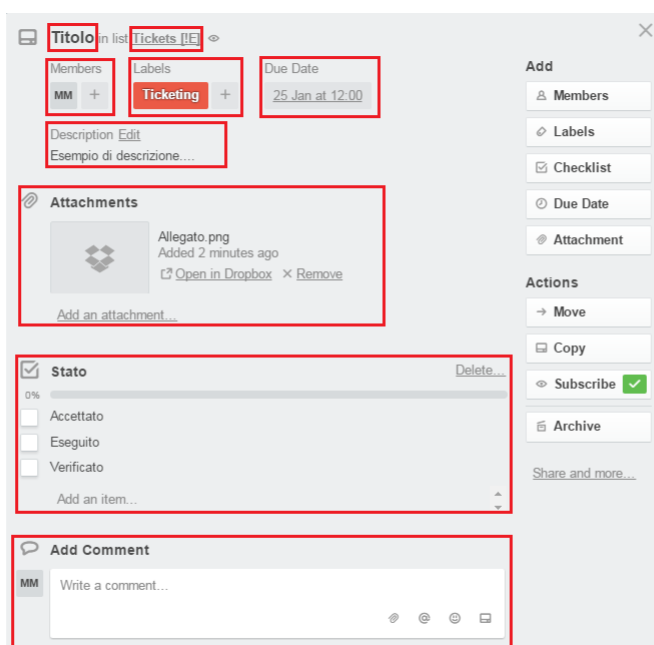 Titolo in list Tickets [!E]
Members Labels Due Date
MM + Ticketing + 25 Jan at 12:00
Description Edit
Esempio di descrizione....
Attachments
Allegato.png
Added 2 minutes ago
Open in Dropbox × Remove
Add an attachment...
Stato Delete...
0%
Accettato
Eseguito
Verificato
Add an item...
Add Comment
MM Write a comment...
@
Add
Members
Labels
Checklist
Due Date
Attachment
Actions
Move
Copy
Subscribe
Archive
Share and more...